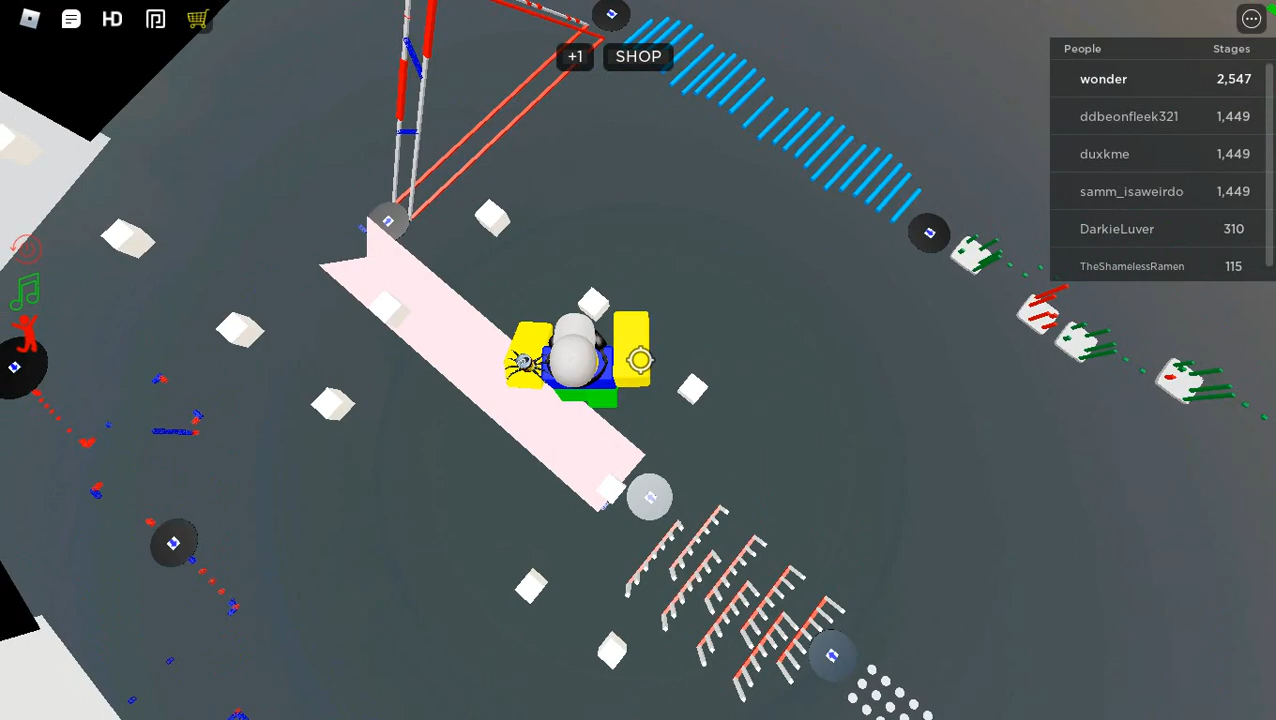 HD
+1 SHOP
People Stages
wonder 2,547
ddbeonfleek321 1,449
duxkme 1,449
samm_isaweirdo 1,449
DarkieLuver 310
TheShamelessRamen 115